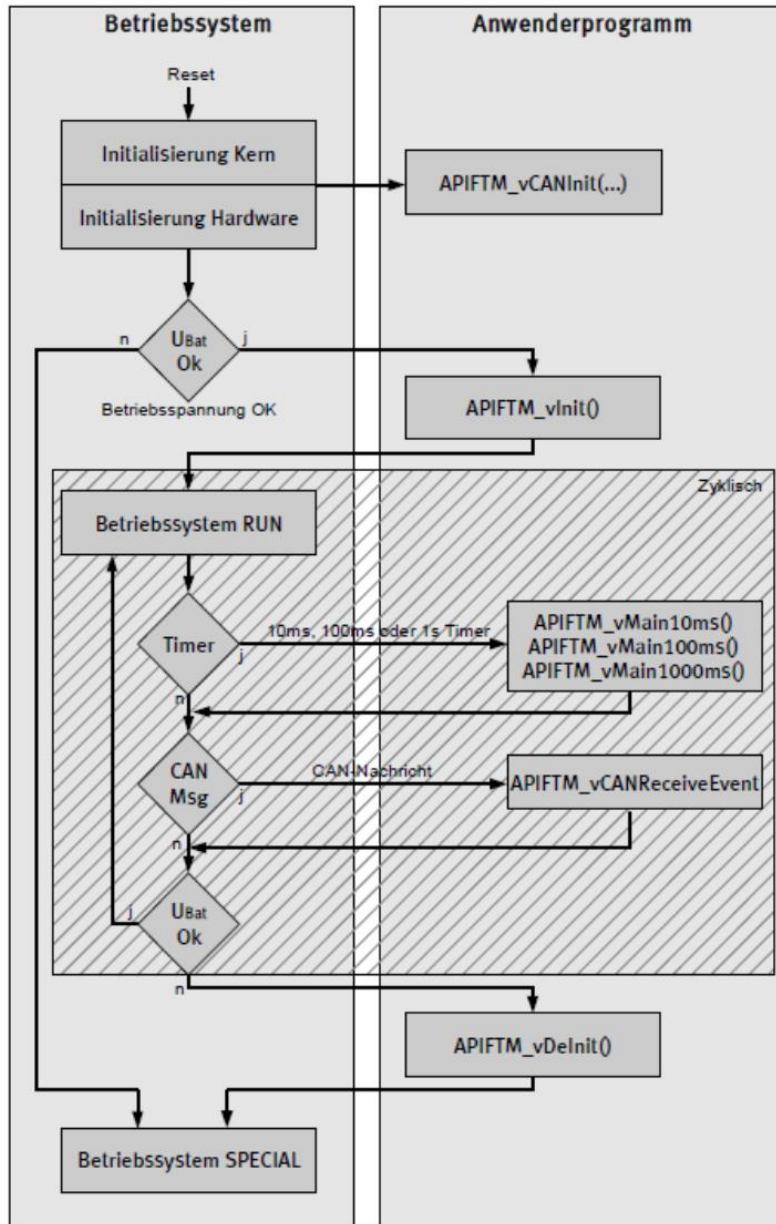 Betriebssystem
Anwenderprogramm
Reset
Initialisierung Kern
Initialisierung Hardware
APIFTM_vCANInit(...)
n
UBat
Ok
j
Betriebsspannung OK
APIFTM_vInit()
Zyklisch
Betriebssystem RUN
Timer
j
10ms, 100ms oder 1s Timer
APIFTM_vMain10ms()
APIFTM_vMain100ms()
APIFTM_vMain1000ms()
n
CAN
Msg
j
CAN-Nachricht
APIFTM_vCANReceiveEvent
n
j
UBat
Ok
n
APIFTM_vDeInit()
Betriebssystem SPECIAL